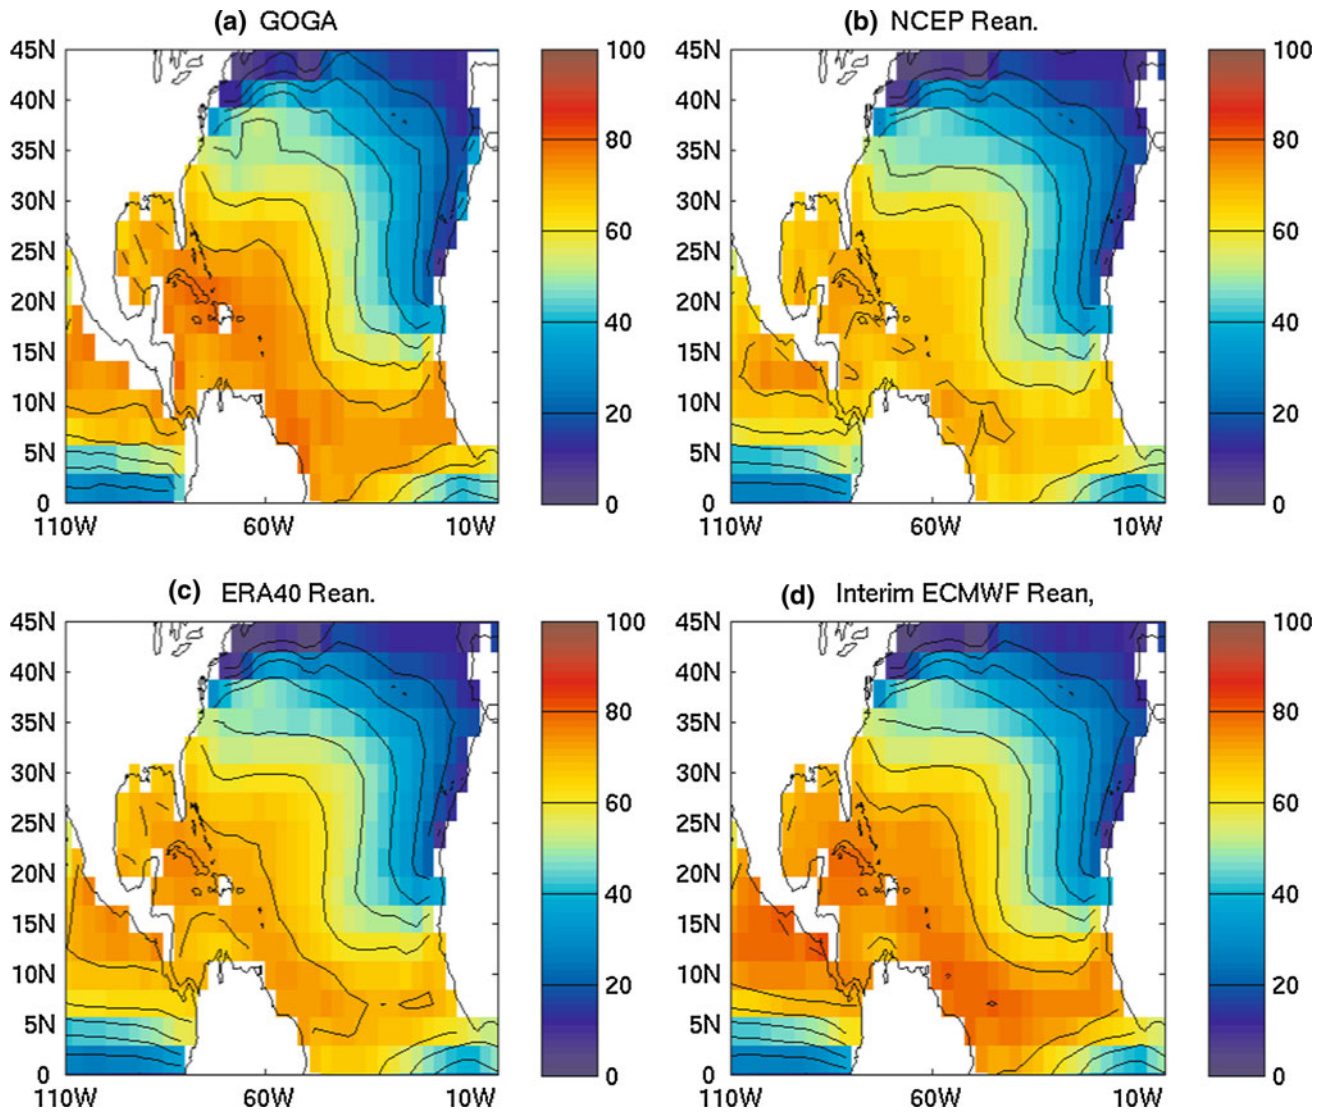 (a) GOGA
45N
40N
35N
30N
25N
20N
15N
10N
5N
0
110W 60W 10W
100
80
60
40
20
0
(b) NCEP Rean.
45N
40N
35N
30N
25N
20N
15N
10N
5N
0
110W 60W 10W
100
80
60
40
20
0
(c) ERA40 Rean.
45N
40N
35N
30N
25N
20N
15N
10N
5N
0
110W 60W 10W
100
80
60
40
20
0
(d) Interim ECMWF Rean,
45N
40N
35N
30N
25N
20N
15N
10N
5N
0
110W 60W 10W
100
80
60
40
20
0